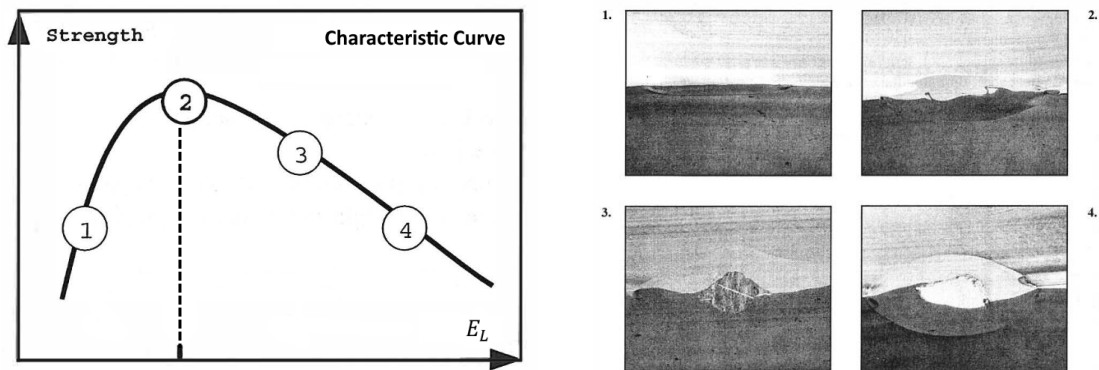 Strength
Characteristic Curve
1
2
3
4
E_L
1.
2.
3.
4.